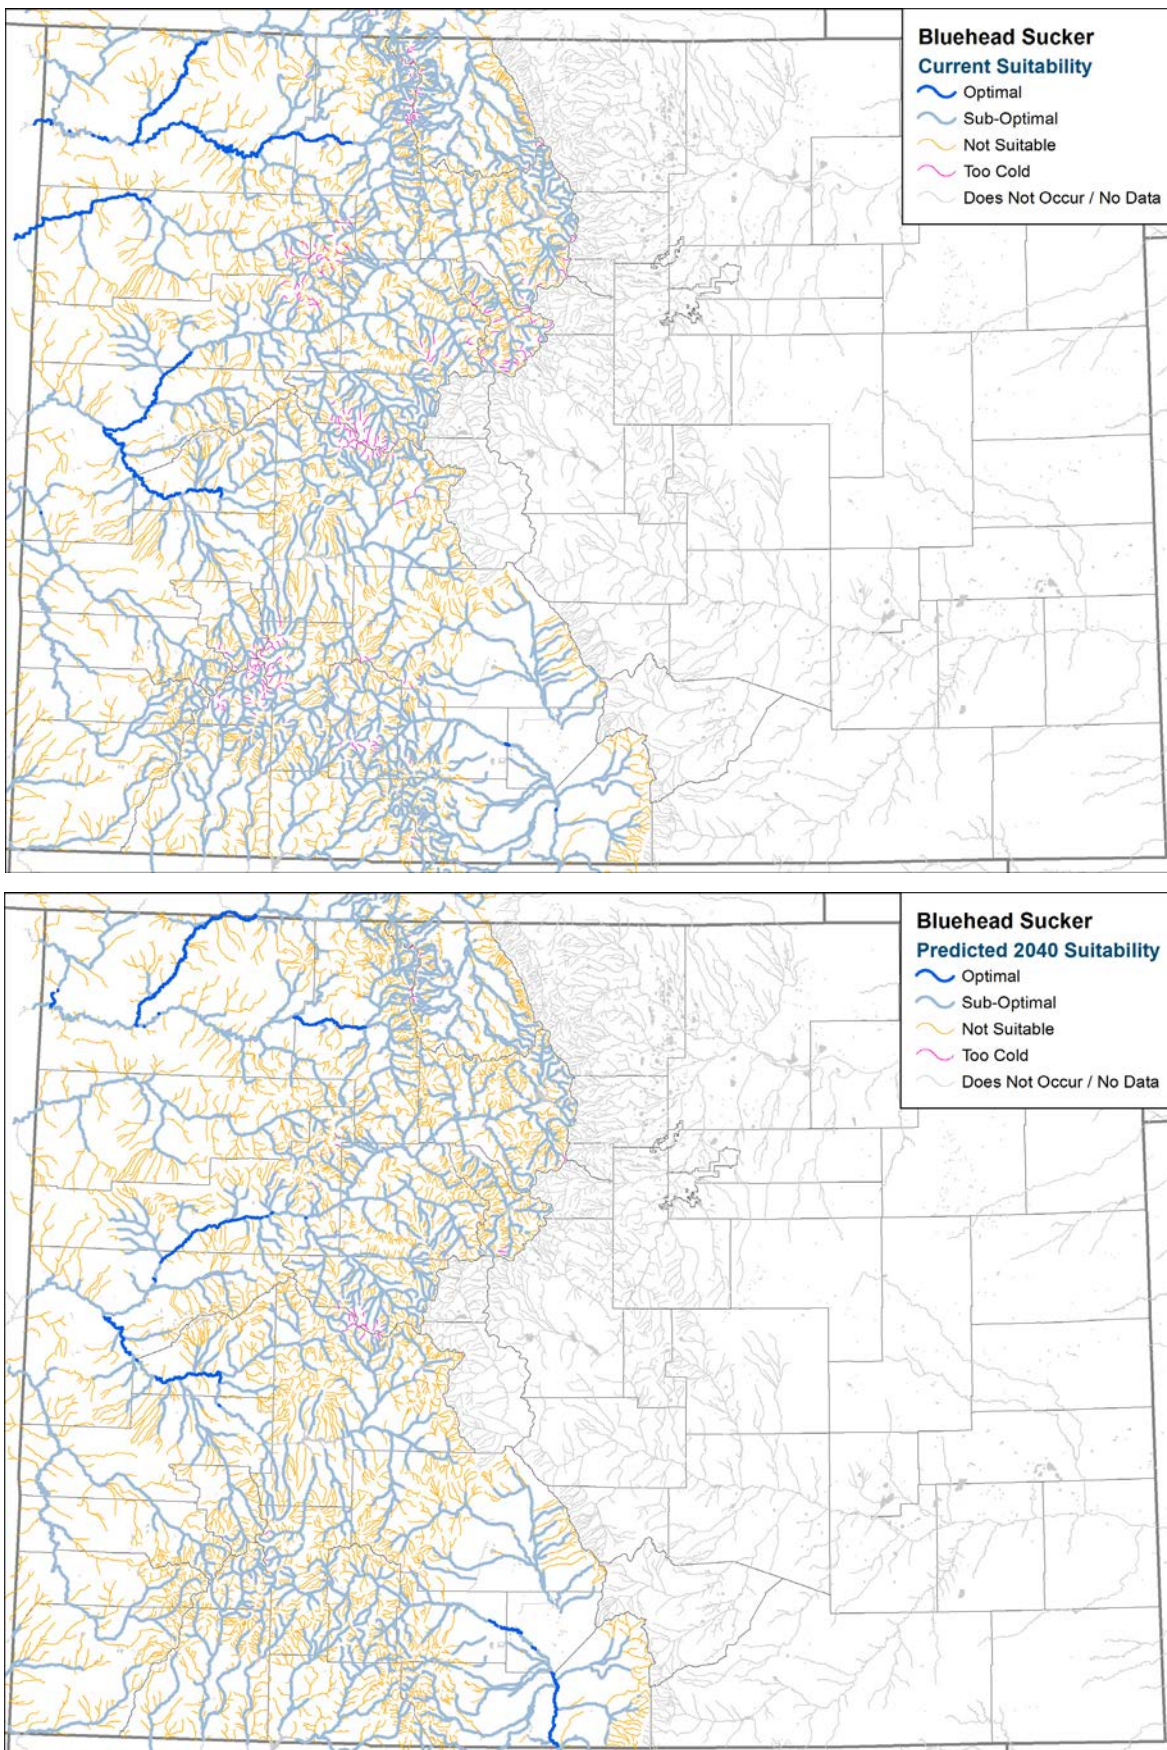 Bluehead Sucker
Current Suitability
Optimal
Sub-Optimal
Not Suitable
Too Cold
Does Not Occur / No Data
Bluehead Sucker
Predicted 2040 Suitability
Optimal
Sub-Optimal
Not Suitable
Too Cold
Does Not Occur / No Data